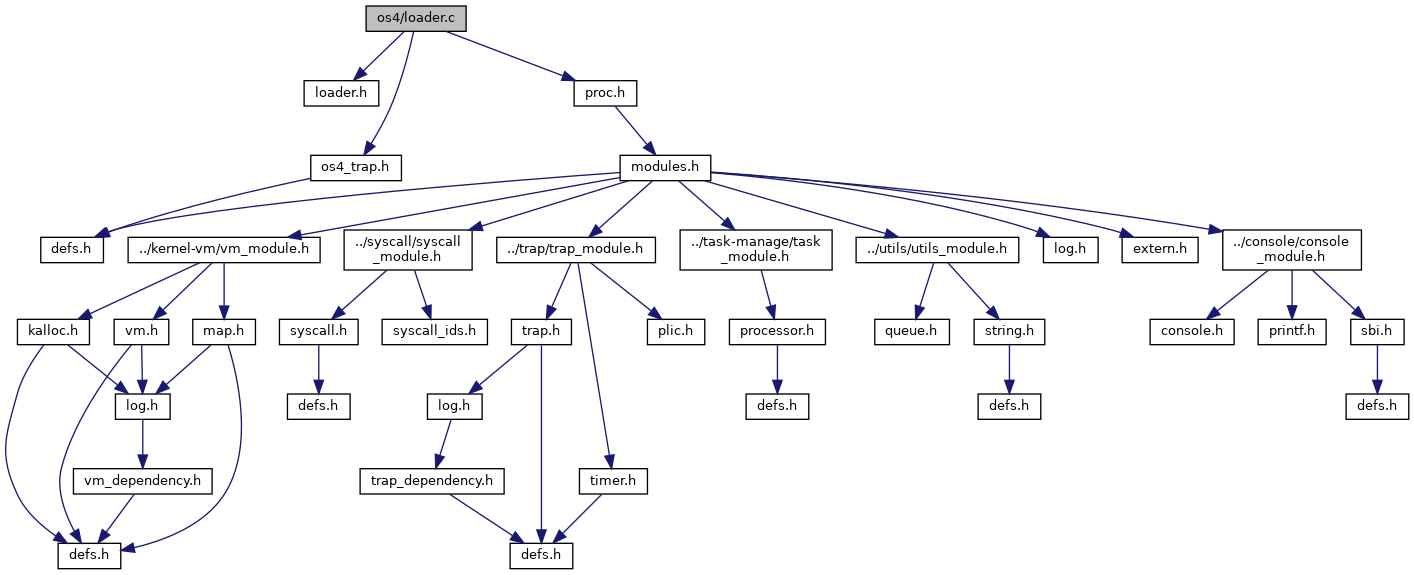 os4/loader.c
loader.h
proc.h
os4_trap.h
modules.h
defs.h
../kernel-vm/vm_module.h
../syscall/syscall
_module.h
../trap/trap_module.h
../task-manage/task
_module.h
../utils/utils_module.h
log.h
extern.h
../console/console
_module.h
kalloc.h
vm.h
map.h
syscall.h
syscall_ids.h
trap.h
plic.h
processor.h
queue.h
string.h
console.h
printf.h
sbi.h
log.h
defs.h
log.h
defs.h
defs.h
defs.h
vm_dependency.h
trap_dependency.h
timer.h
defs.h
defs.h